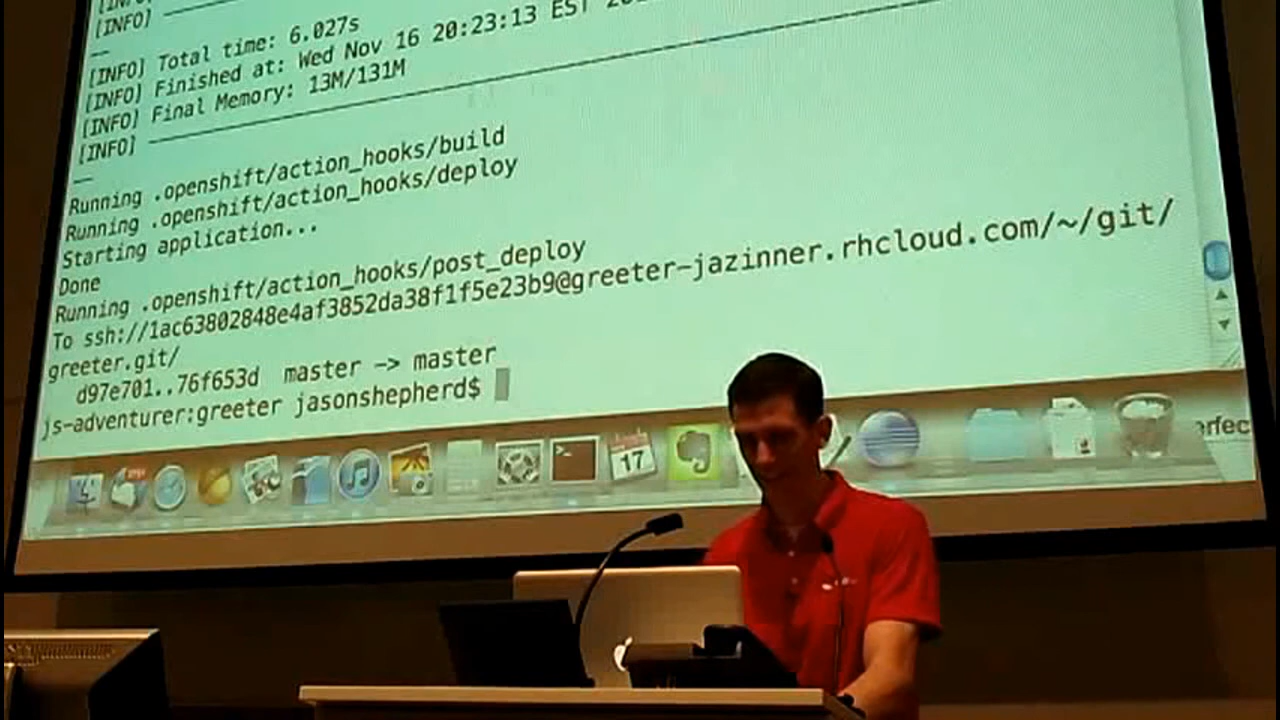 [INFO]
[INFO]
[INFO] Total time: 6.027s
[INFO] Finished at: Wed Nov 16 20:23:13 EST
[INFO] Final Memory: 13M/131M
[INFO]
Running .openshift/action_hooks/build
Running .openshift/action_hooks/deploy
Starting application...
Done
Running .openshift/action_hooks/post_deploy
To ssh://1ac63802848e4af3852da38f1f5e23b9@greeter-jazinner.rhcloud.com/~/git/
greeter.git/
d97e701..76f653d master -> master
js-adventurer:greeter jasonshepherd$
17